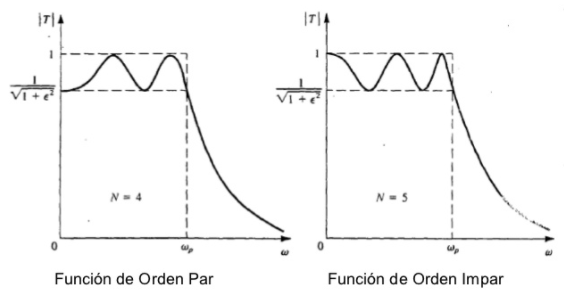 |T|
1
1
√1 + ϵ²
N = 4
0
ωₚ
ω
Función de Orden Par
|T|
1
1
√1 + ϵ²
N = 5
0
ωₚ
ω
Función de Orden Impar